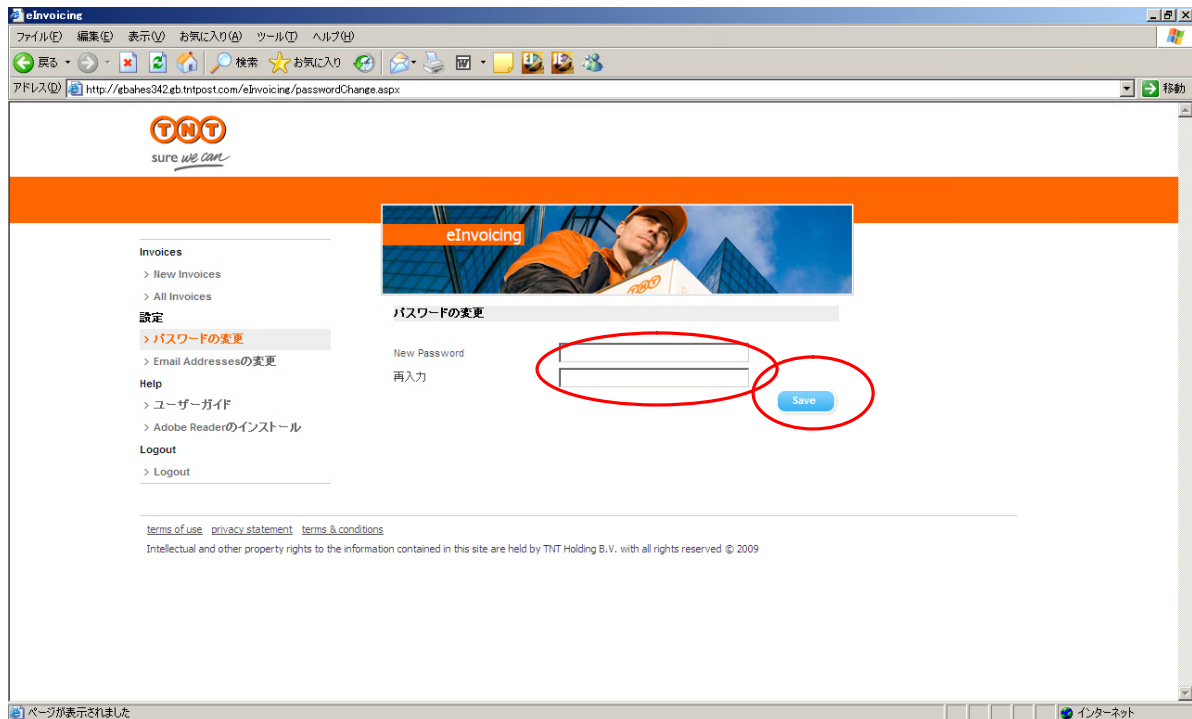 eInvoicing
ファイル(F) 編集(E) 表示(V) お気に入り(A) ツール(T) ヘルプ(H)
戻る 検索 お気に入り
アドレス(D) http://gbahes342.gb.tntpost.com/eInvoicing/passwordChange.aspx 移動
TNT
sure we can
eInvoicing
TNT
Invoices
> New Invoices
> All Invoices
設定
> パスワードの変更
> Email Addressesの変更
Help
> ユーザーガイド
> Adobe Readerのインストール
Logout
> Logout
パスワードの変更
New Password
再入力
Save
terms of use privacy statement terms & conditions
Intellectual and other property rights to the information contained in this site are held by TNT Holding B.V. with all rights reserved © 2009
ページが表示されました インターネット